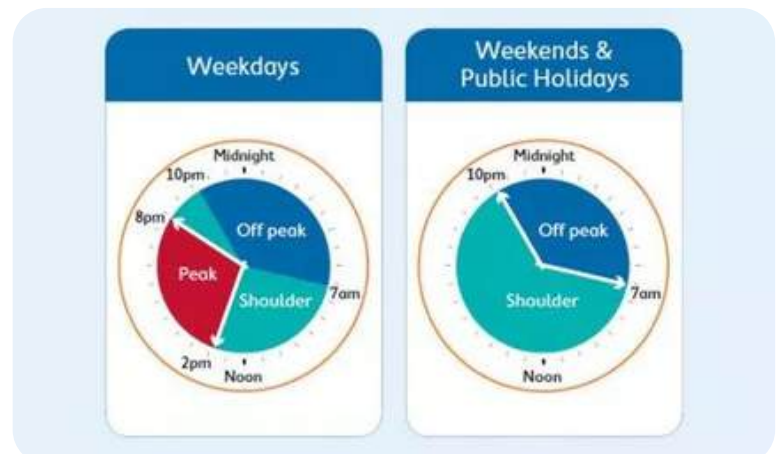 Weekdays
Midnight
10pm
8pm
Off peak
Peak
Shoulder
7am
2pm
Noon
Weekends &
Public Holidays
Midnight
10pm
Off peak
Shoulder
7am
Noon